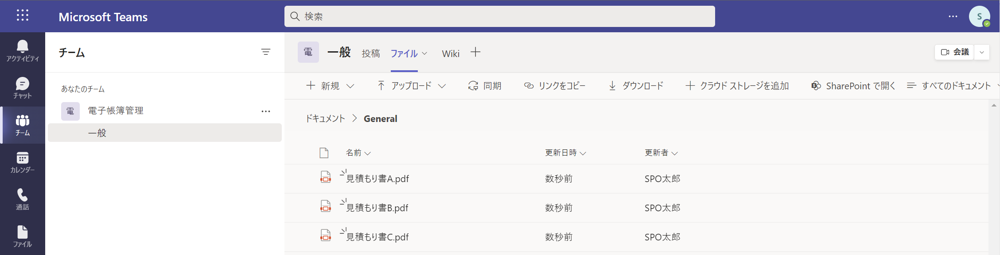 Microsoft Teams
検索
S
アクティビティ
チャット
チーム
カレンダー
通話
ファイル
チーム
あなたのチーム
電 電子帳簿管理
一般
電 一般 投稿 ファイル Wiki
会議
新規 アップロード 同期 リンクをコピー ダウンロード クラウド ストレージを追加 SharePoint で開く すべてのドキュメント
ドキュメント > General
名前 更新日時 更新者
見積もり書A.pdf 数秒前 SPO太郎
見積もり書B.pdf 数秒前 SPO太郎
見積もり書C.pdf 数秒前 SPO太郎